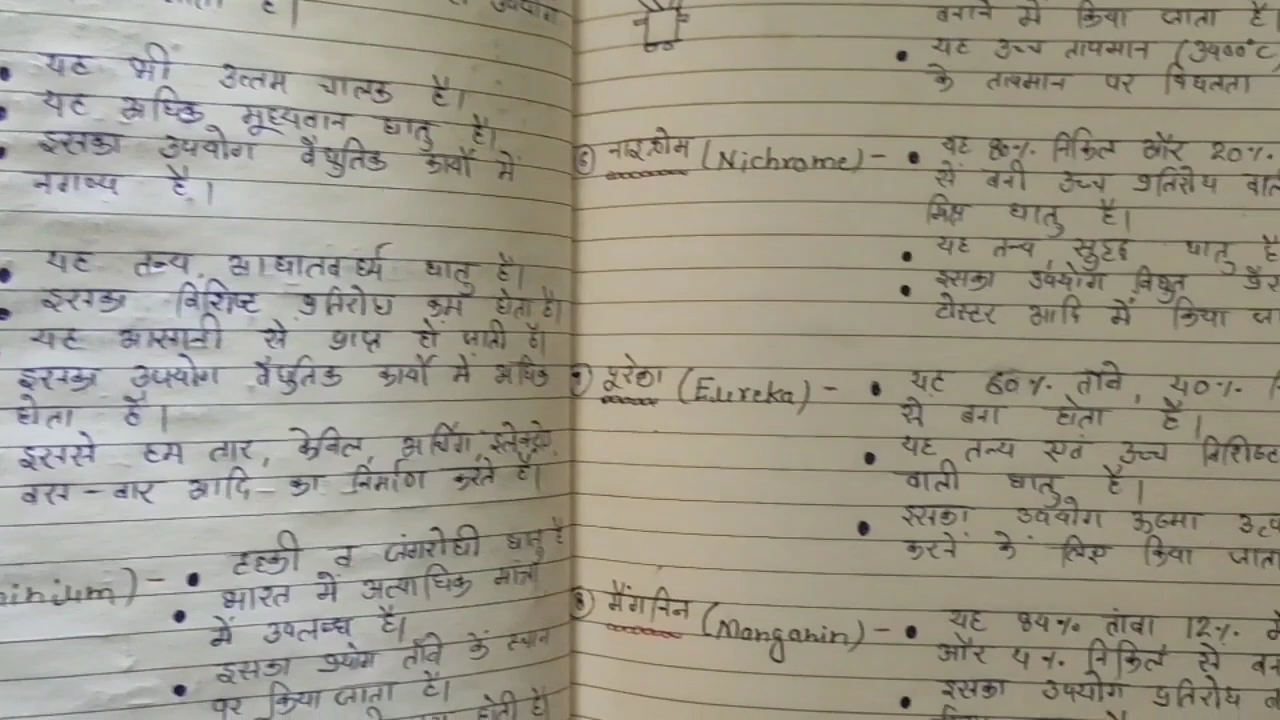 है।
यह भी उत्तम चालक है।
यह अधिक मूल्यवान धातु है।
इसका उपयोग वैधुतिक कार्यों में
नगण्य है।
यह तन्य, आघातवर्ध्य धातु है।
इसका विशिष्ट प्रतिरोध कम होता है।
यह आसानी से प्राप्त हो जाती है।
इसका उपयोग वैधुतिक कार्यों में अधिक
होता है।
इससे हम तार, केबिल, अर्थिंग
बस-बार आदि का निर्माण करते हैं।
हल्की व जंगरोधी धातु है
भारत में अत्याधिक मात्रा
में उपलब्ध है।
इसका प्रयोग ताँबे के स्थान
पर किया जाता है।
होती है
बनाने में किया जाता है
यह उच्च तापमान (3400°C
के तापमान पर पिघलता
⑥ नाइक्रोम (Nichrome) - यह 80% निकिल और 20%
से बनी उच्च प्रतिरोध
मिश्र धातु है।
यह तन्य सुदृढ़ धातु है
इसका उपयोग विधुत
टोस्टर आदि में किया
यूरेका (Eureka) - यह 60% ताँबे, 40%
से बना होता है।
यह तन्य एवं उच्च विशिष्ट
वाली धातु है।
इसका उपयोग ऊष्मा
करने के लिए किया जाता
⑧ मैंगनिन (Manganin) - यह 84% तांबा 12%
और 4% निकिल से
इसका उपयोग प्रतिरोध